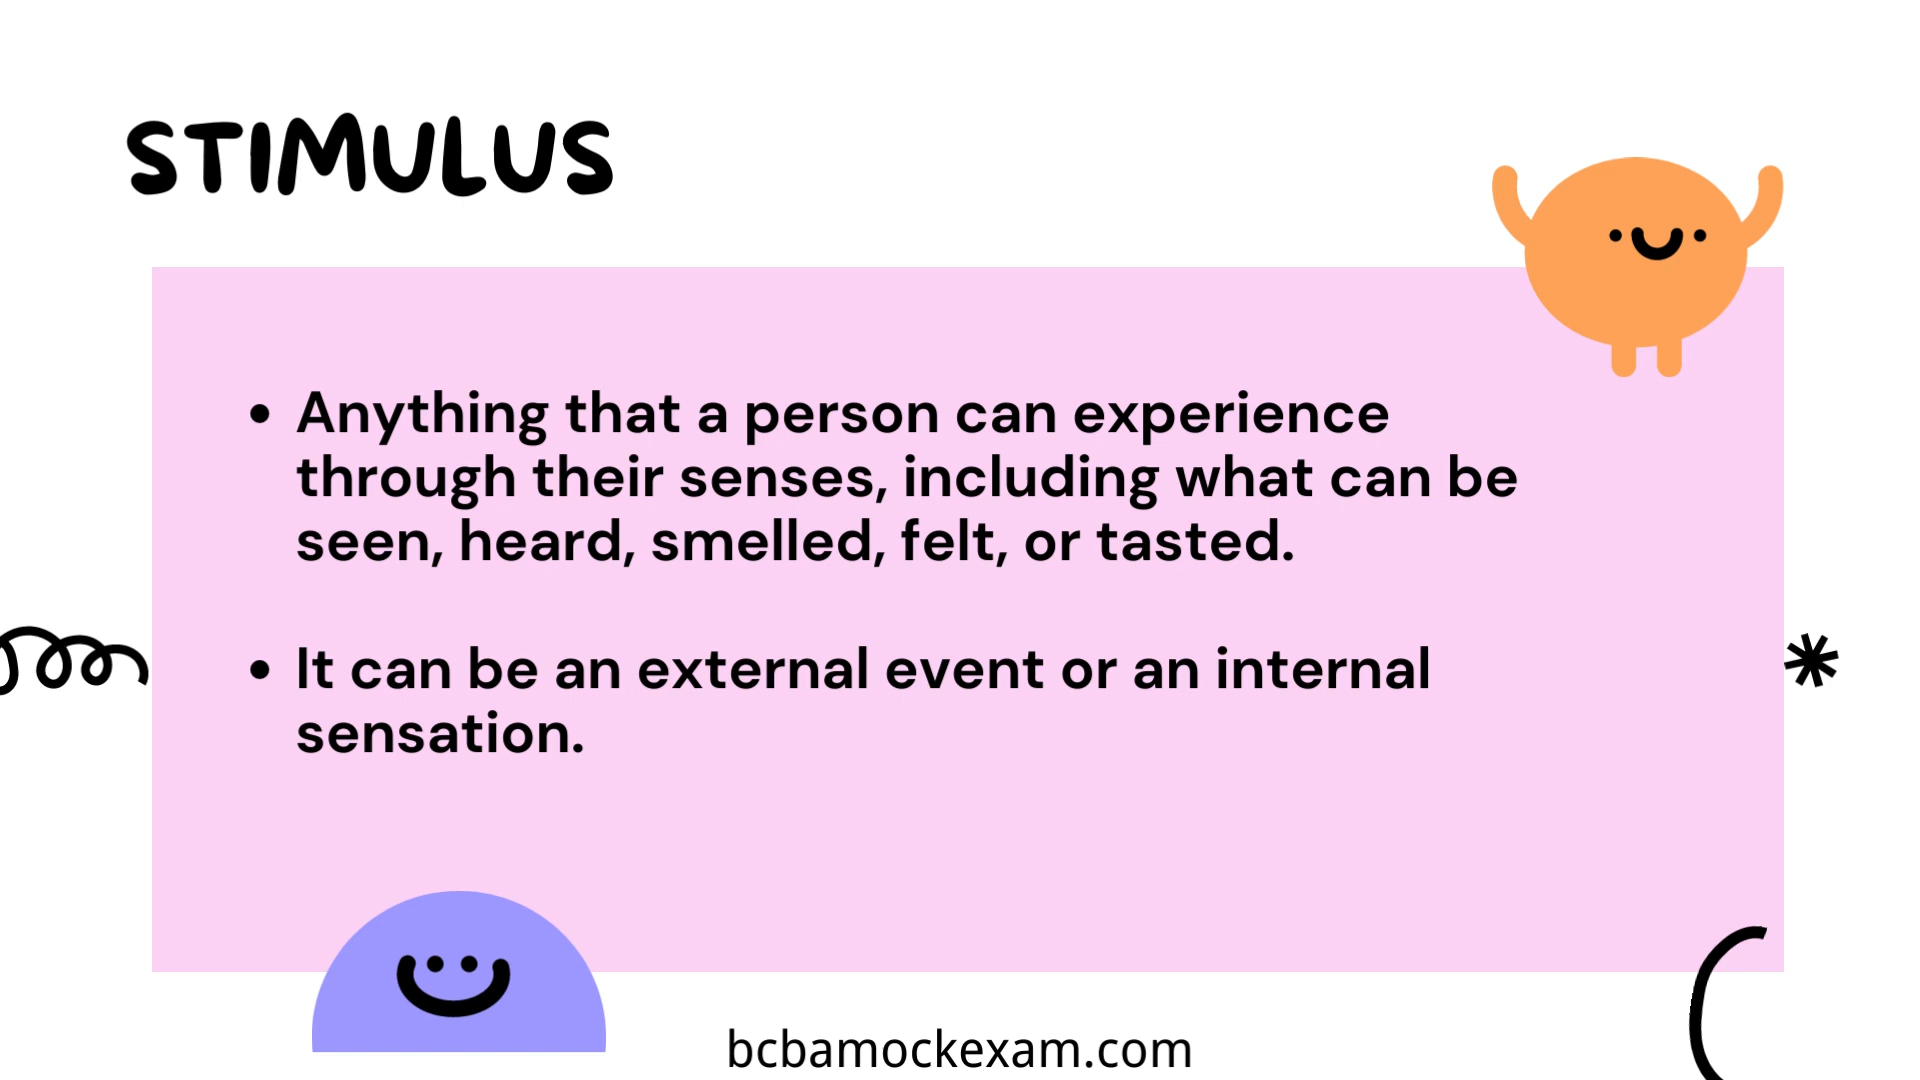 STIMULUS
• Anything that a person can experience
through their senses, including what can be
seen, heard, smelled, felt, or tasted.
• It can be an external event or an internal
sensation.
bcbamockexam.com